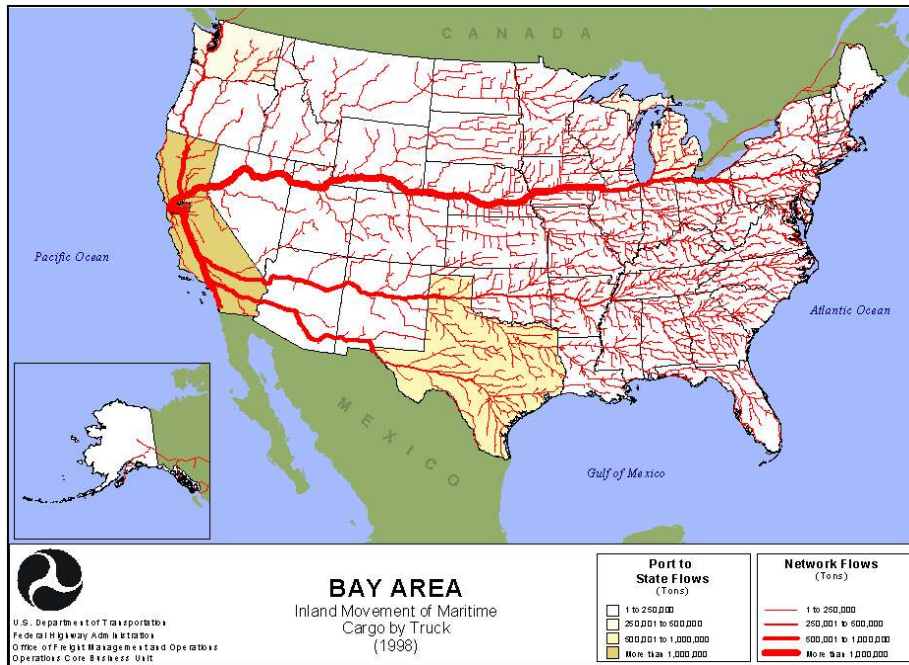 CANADA
Pacific Ocean
Atlantic Ocean
MEXICO
Gulf of Mexico
U.S. Department of Transportation
Federal Highway Administration
Office of Freight Management and Operations
Operations Core Business Unit
BAY AREA
Inland Movement of Maritime
Cargo by Truck
(1998)
Port to
State Flows
(Tons)
1 to 250,000
250,001 to 500,000
500,001 to 1,000,000
More than 1,000,000
Network Flows
(Tons)
1 to 250,000
250,001 to 500,000
500,001 to 1,000,000
More than 1,000,000